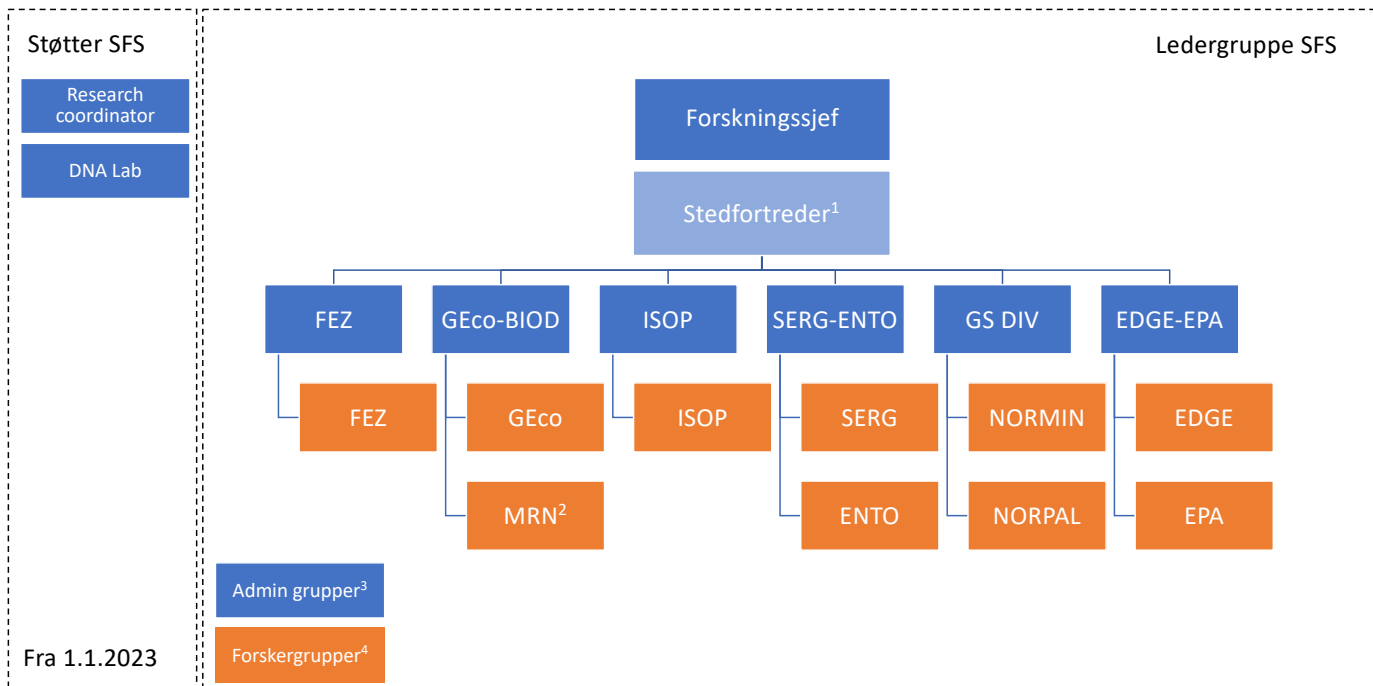 Støtter SFS
Research
coordinator
DNA Lab
Fra 1.1.2023
Ledergruppe SFS
Forskningssjef
Stedfortreder¹
FEZ
GEco-BIOD
ISOP
SERG-ENTO
GS DIV
EDGE-EPA
FEZ
GEco
ISOP
SERG
NORMIN
EDGE
MRN²
ENTO
NORPAL
EPA
Admin grupper³
Forskergrupper⁴